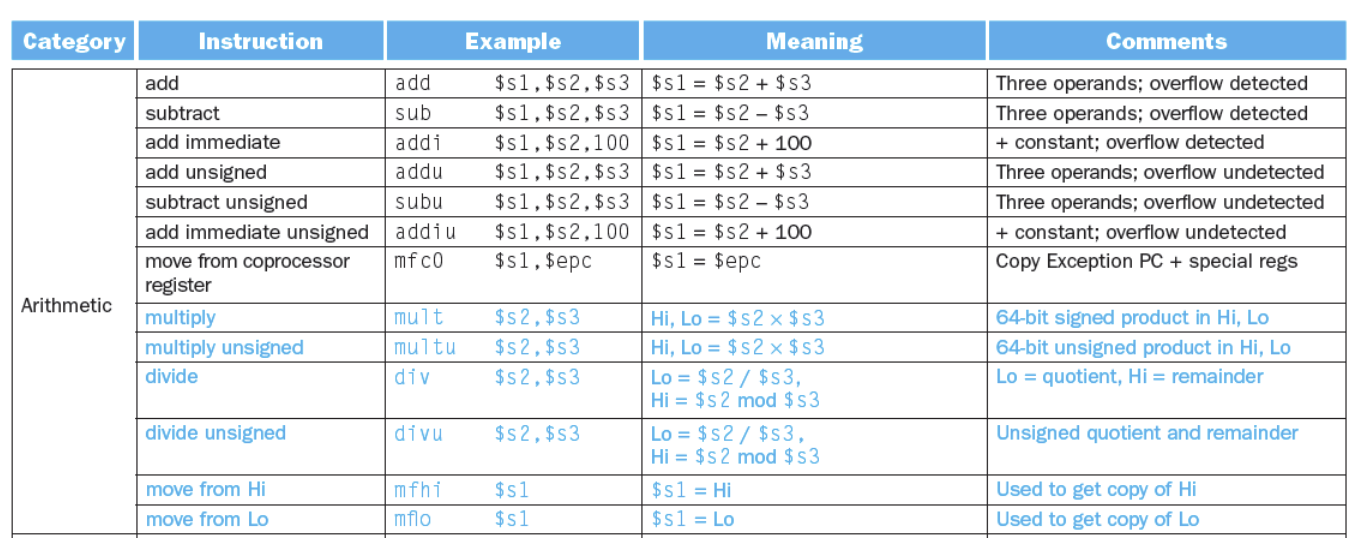 Category Instruction Example Meaning Comments
add add $s1,$s2,$s3 $s1 = $s2 + $s3 Three operands; overflow detected
subtract sub $s1,$s2,$s3 $s1 = $s2 – $s3 Three operands; overflow detected
add immediate addi $s1,$s2,100 $s1 = $s2 + 100 + constant; overflow detected
add unsigned addu $s1,$s2,$s3 $s1 = $s2 + $s3 Three operands; overflow undetected
subtract unsigned subu $s1,$s2,$s3 $s1 = $s2 – $s3 Three operands; overflow undetected
add immediate unsigned addiu $s1,$s2,100 $s1 = $s2 + 100 + constant; overflow undetected
move from coprocessor mfc0 $s1,$epc $s1 = $epc Copy Exception PC + special regs
register
Arithmetic
multiply mult $s2,$s3 Hi, Lo = $s2 × $s3 64-bit signed product in Hi, Lo
multiply unsigned multu $s2,$s3 Hi, Lo = $s2 × $s3 64-bit unsigned product in Hi, Lo
divide div $s2,$s3 Lo = $s2 / $s3, Lo = quotient, Hi = remainder
Hi = $s2 mod $s3
divide unsigned divu $s2,$s3 Lo = $s2 / $s3, Unsigned quotient and remainder
Hi = $s2 mod $s3
move from Hi mfhi $s1 $s1 = Hi Used to get copy of Hi
move from Lo mflo $s1 $s1 = Lo Used to get copy of Lo